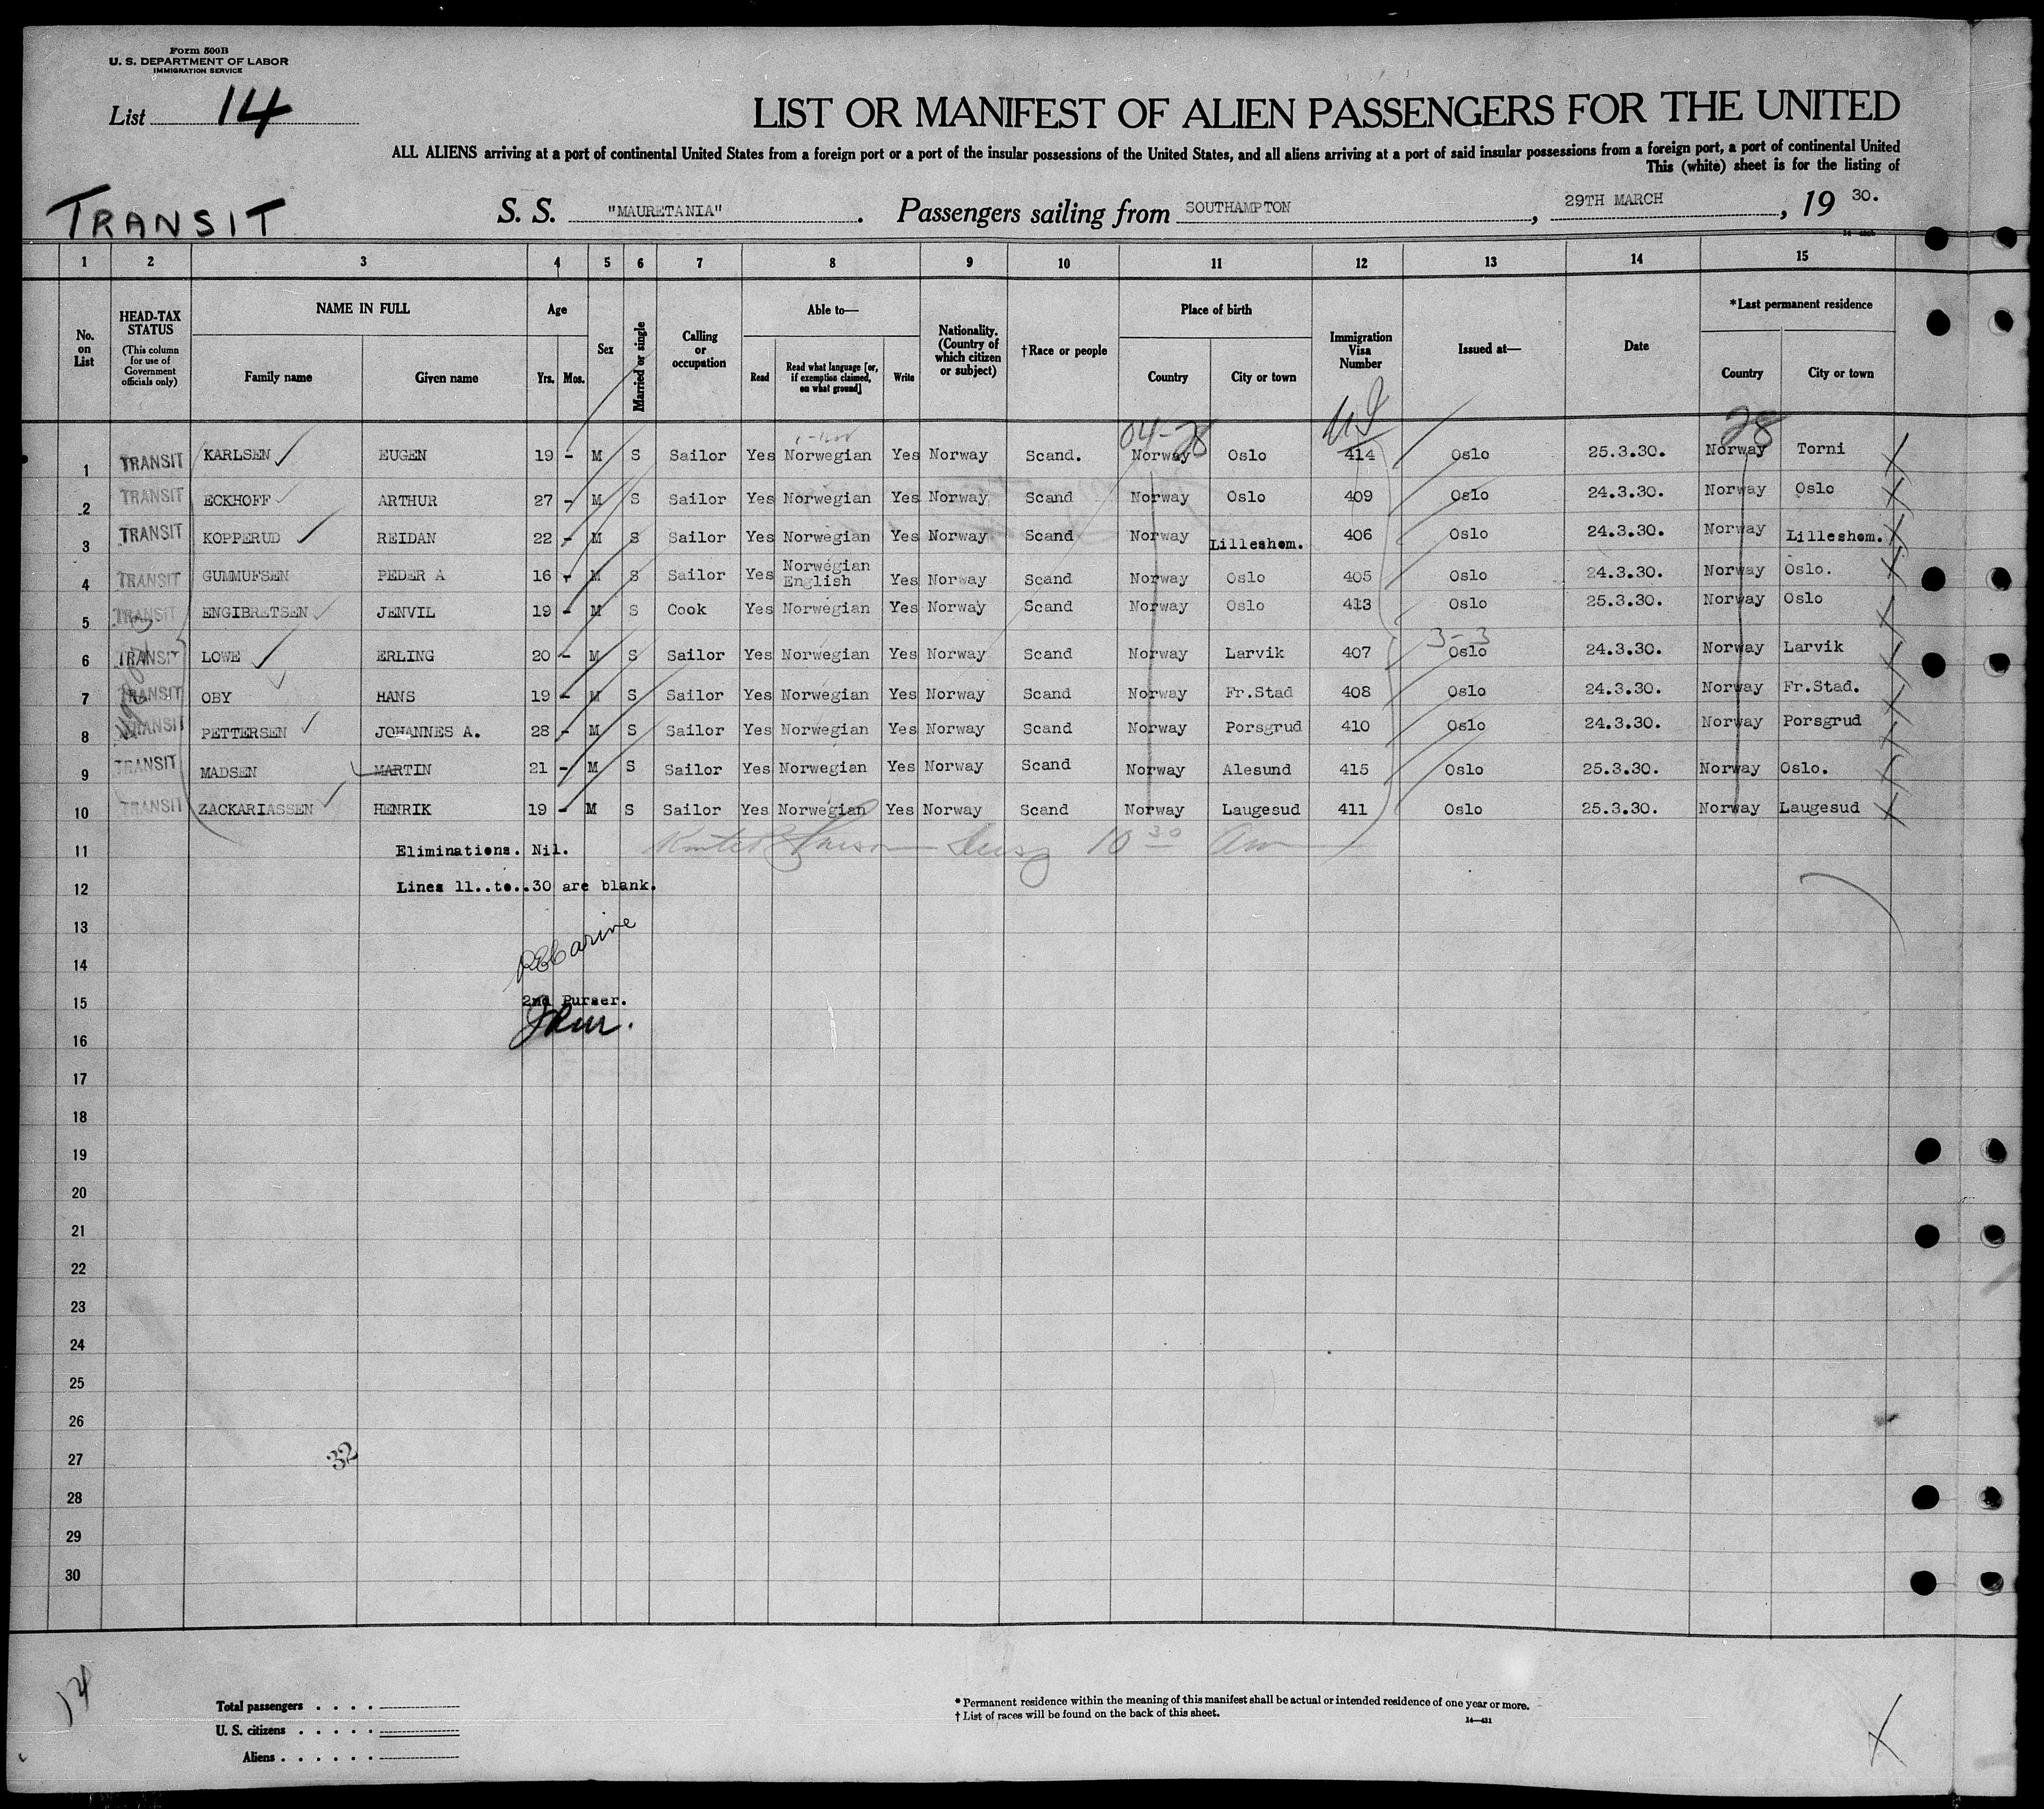 Form 500B
U. S. DEPARTMENT OF LABOR
IMMIGRATION SERVICE
List 14
LIST OR MANIFEST OF ALIEN PASSENGERS FOR THE UNITED
ALL ALIENS arriving at a port of continental United States from a foreign port or a port of the insular possessions of the United States, and all aliens arriving at a port of said insular possessions from a foreign port, a port of continental United
This (white) sheet is for the listing of
TRANSIT
S. S. "MAURETANIA". Passengers sailing from SOUTHAMPTON, 29TH MARCH, 19 30.
1 2 3 4 5 6 7 8 9 10 11 12 13 14 15
No. on List
HEAD-TAX STATUS (This column for use of Government officials only)
NAME IN FULL Family name Given name
Age Yrs. Mos.
Sex
Married or single
Calling or occupation
Able to— Read Read what language [or, if exemption claimed, on what ground] Write
Nationality. (Country of which citizen or subject)
†Race or people
Place of birth Country City or town
Immigration Visa Number
Issued at—
Date
*Last permanent residence Country City or town
04-28 28
1 TRANSIT KARLSEN EUGEN 19 - M S Sailor Yes Norwegian Yes Norway Scand. Norway Oslo 414 Oslo 25.3.30. Norway Torni
2 TRANSIT ECKHOFF ARTHUR 27 - M S Sailor Yes Norwegian Yes Norway Scand Norway Oslo 409 Oslo 24.3.30. Norway Oslo
3 TRANSIT KOPPERUD REIDAN 22 - M S Sailor Yes Norwegian Yes Norway Scand Norway Lilleshom. 406 Oslo 24.3.30. Norway Lilleshom.
4 TRANSIT GUMMUFSEN PEDER A 16 - M S Sailor Yes Norwegian English Yes Norway Scand Norway Oslo 405 Oslo 24.3.30. Norway Oslo.
5 TRANSIT ENGIBRETSEN JENVIL 19 - M S Cook Yes Norwegian Yes Norway Scand Norway Oslo 413 Oslo 25.3.30. Norway Oslo
3-3
6 TRANSIT LOWE ERLING 20 - M S Sailor Yes Norwegian Yes Norway Scand Norway Larvik 407 Oslo 24.3.30. Norway Larvik
7 TRANSIT OBY HANS 19 - M S Sailor Yes Norwegian Yes Norway Scand Norway Fr.Stad 408 Oslo 24.3.30. Norway Fr.Stad.
8 TRANSIT PETTERSEN JOHANNES A. 28 - M S Sailor Yes Norwegian Yes Norway Scand Norway Porsgrud 410 Oslo 24.3.30. Norway Porsgrud
9 TRANSIT MADSEN MARTIN 21 - M S Sailor Yes Norwegian Yes Norway Scand Norway Alesund 415 Oslo 25.3.30. Norway Oslo.
10 TRANSIT ZACKARIASSEN HENRIK 19 - M S Sailor Yes Norwegian Yes Norway Scand Norway Laugesud 411 Oslo 25.3.30. Norway Laugesud
11 Eliminations. Nil. 10 30 Am
12 Lines 11..to..30 are blank.
13
14
15 2nd Purser.
16
17
18
19
20
21
22
23
24
25
26
27 32
28
29
30
14
Total passengers
U. S. citizens
Aliens
* Permanent residence within the meaning of this manifest shall be actual or intended residence of one year or more.
† List of races will be found on the back of this sheet.
14—431